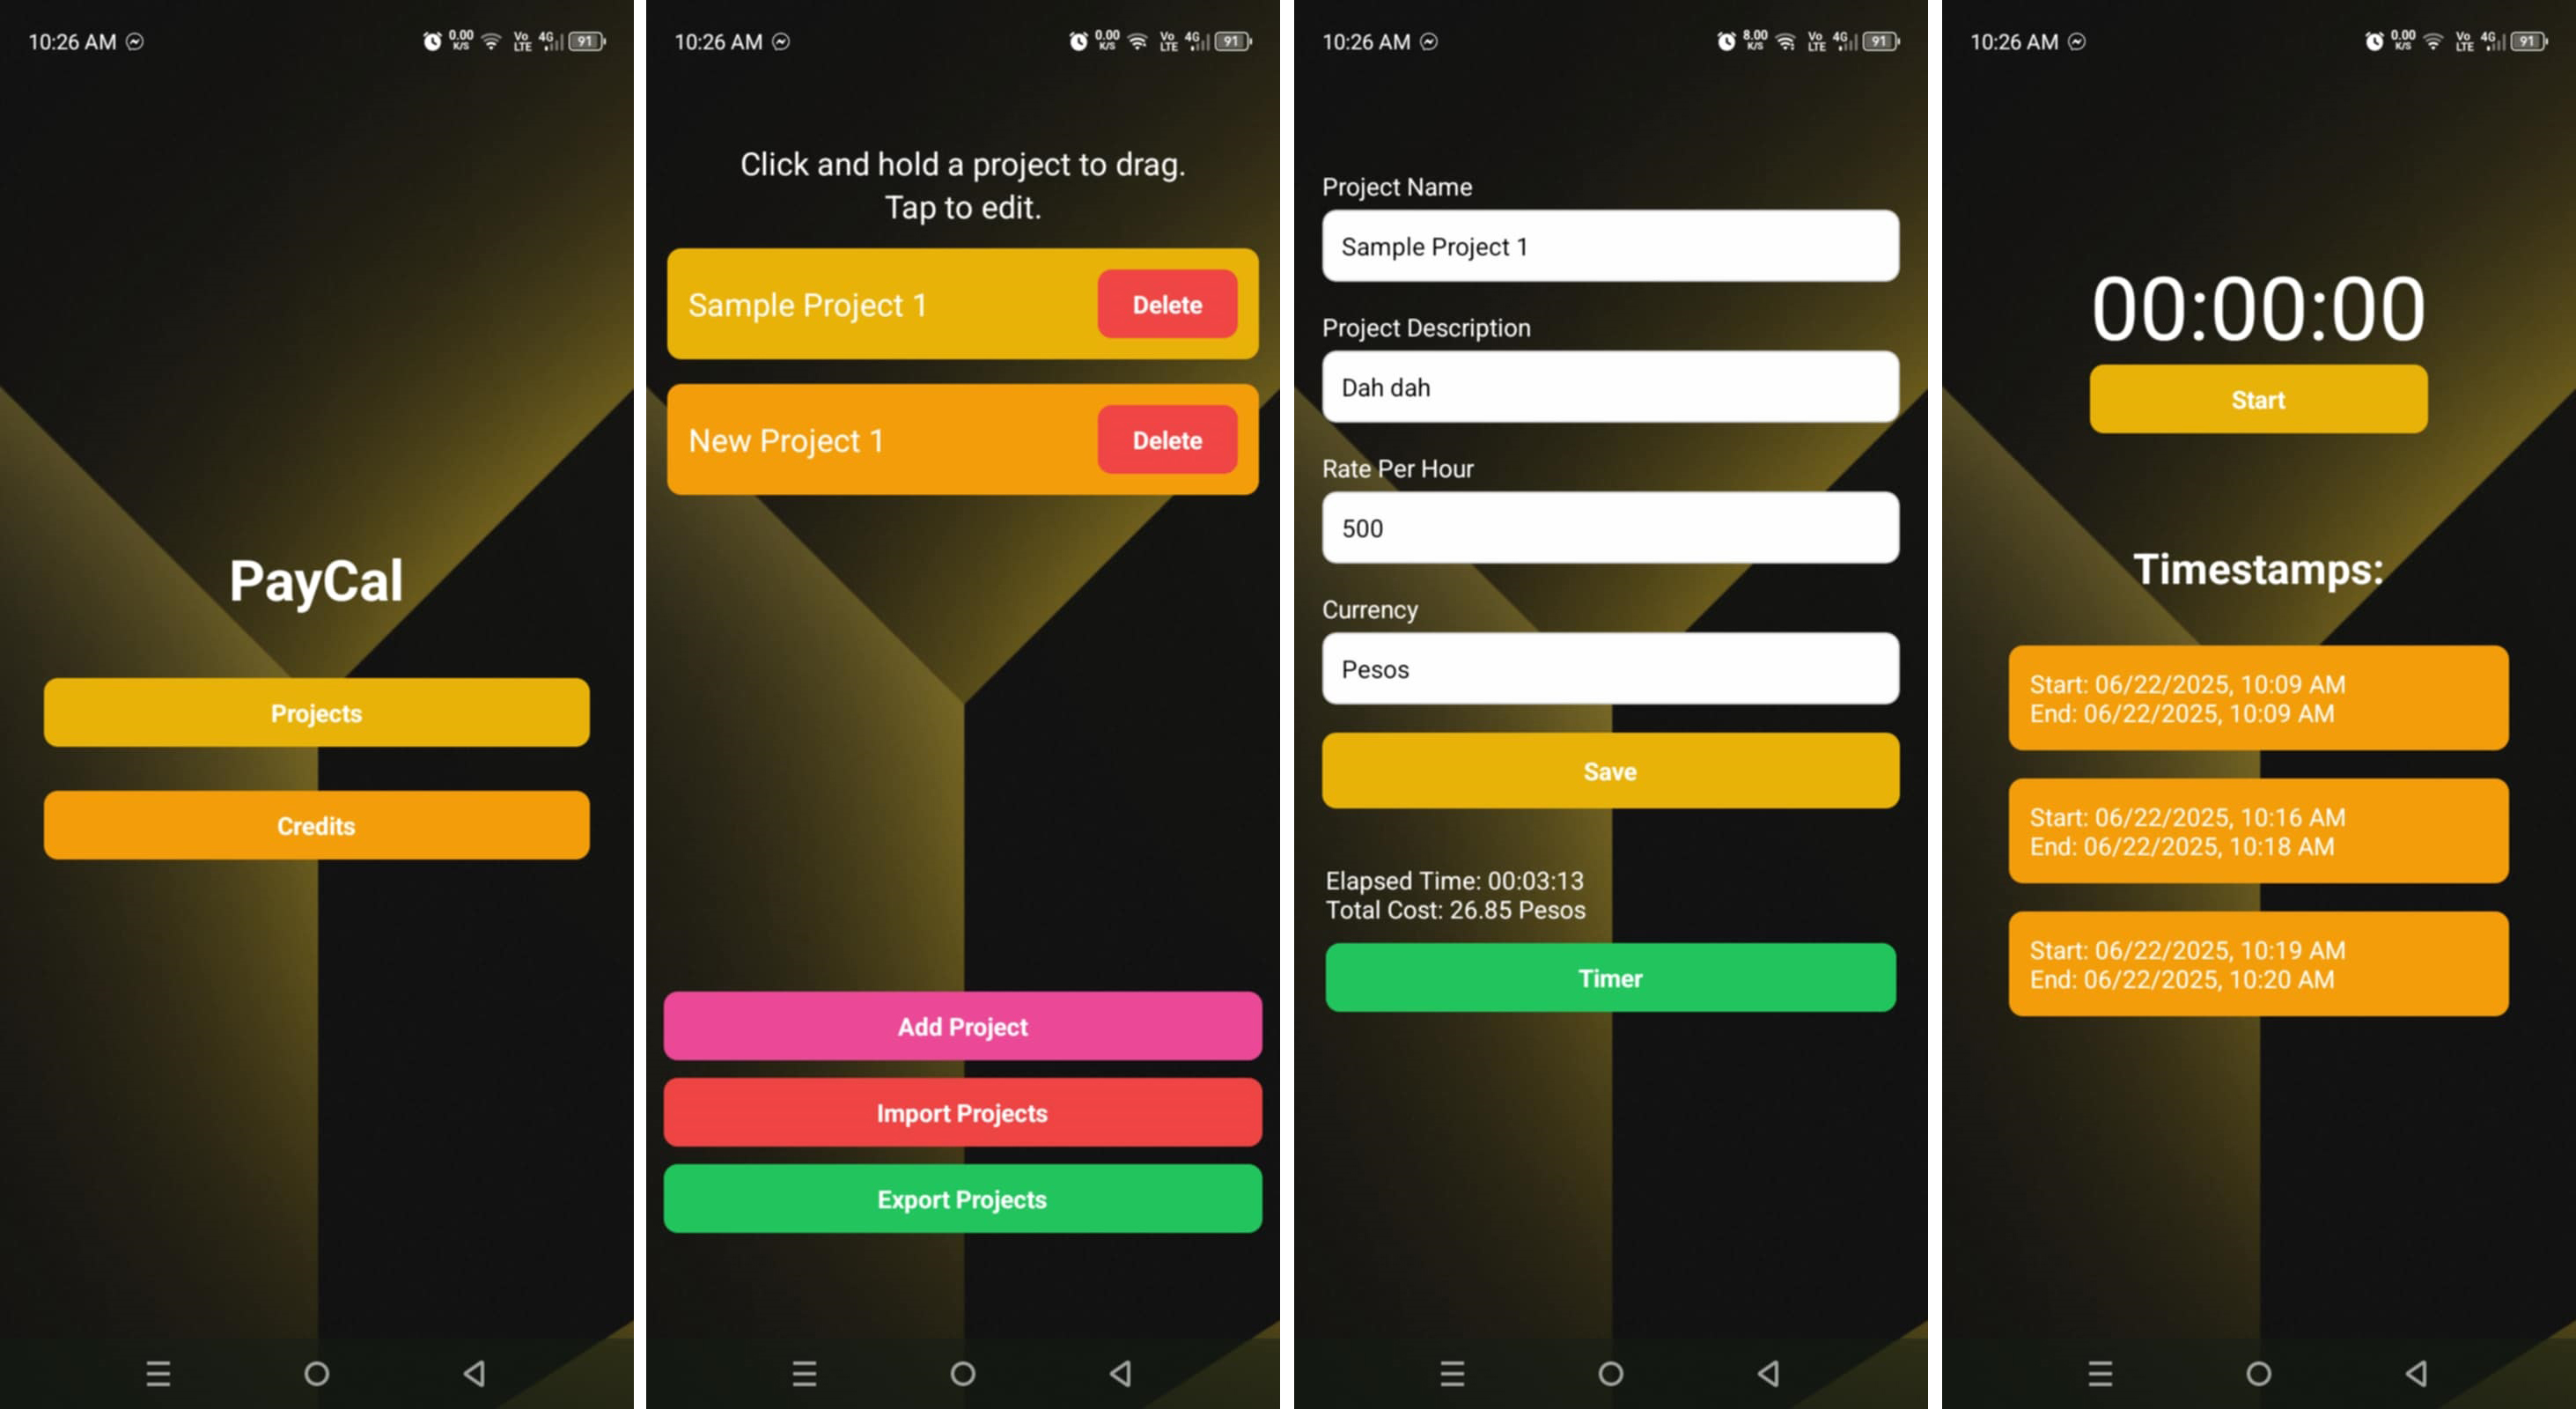 10:26 AM
0.00 K/S
Vo LTE
4G
91
PayCal
Projects
Credits
10:26 AM
0.00 K/S
Vo LTE
4G
91
Click and hold a project to drag.
Tap to edit.
Sample Project 1
Delete
New Project 1
Delete
Add Project
Import Projects
Export Projects
10:26 AM
8.00 K/S
Vo LTE
4G
91
Project Name
Sample Project 1
Project Description
Dah dah
Rate Per Hour
500
Currency
Pesos
Save
Elapsed Time: 00:03:13
Total Cost: 26.85 Pesos
Timer
10:26 AM
0.00 K/S
Vo LTE
4G
91
00:00:00
Start
Timestamps:
Start: 06/22/2025, 10:09 AM
End: 06/22/2025, 10:09 AM
Start: 06/22/2025, 10:16 AM
End: 06/22/2025, 10:18 AM
Start: 06/22/2025, 10:19 AM
End: 06/22/2025, 10:20 AM